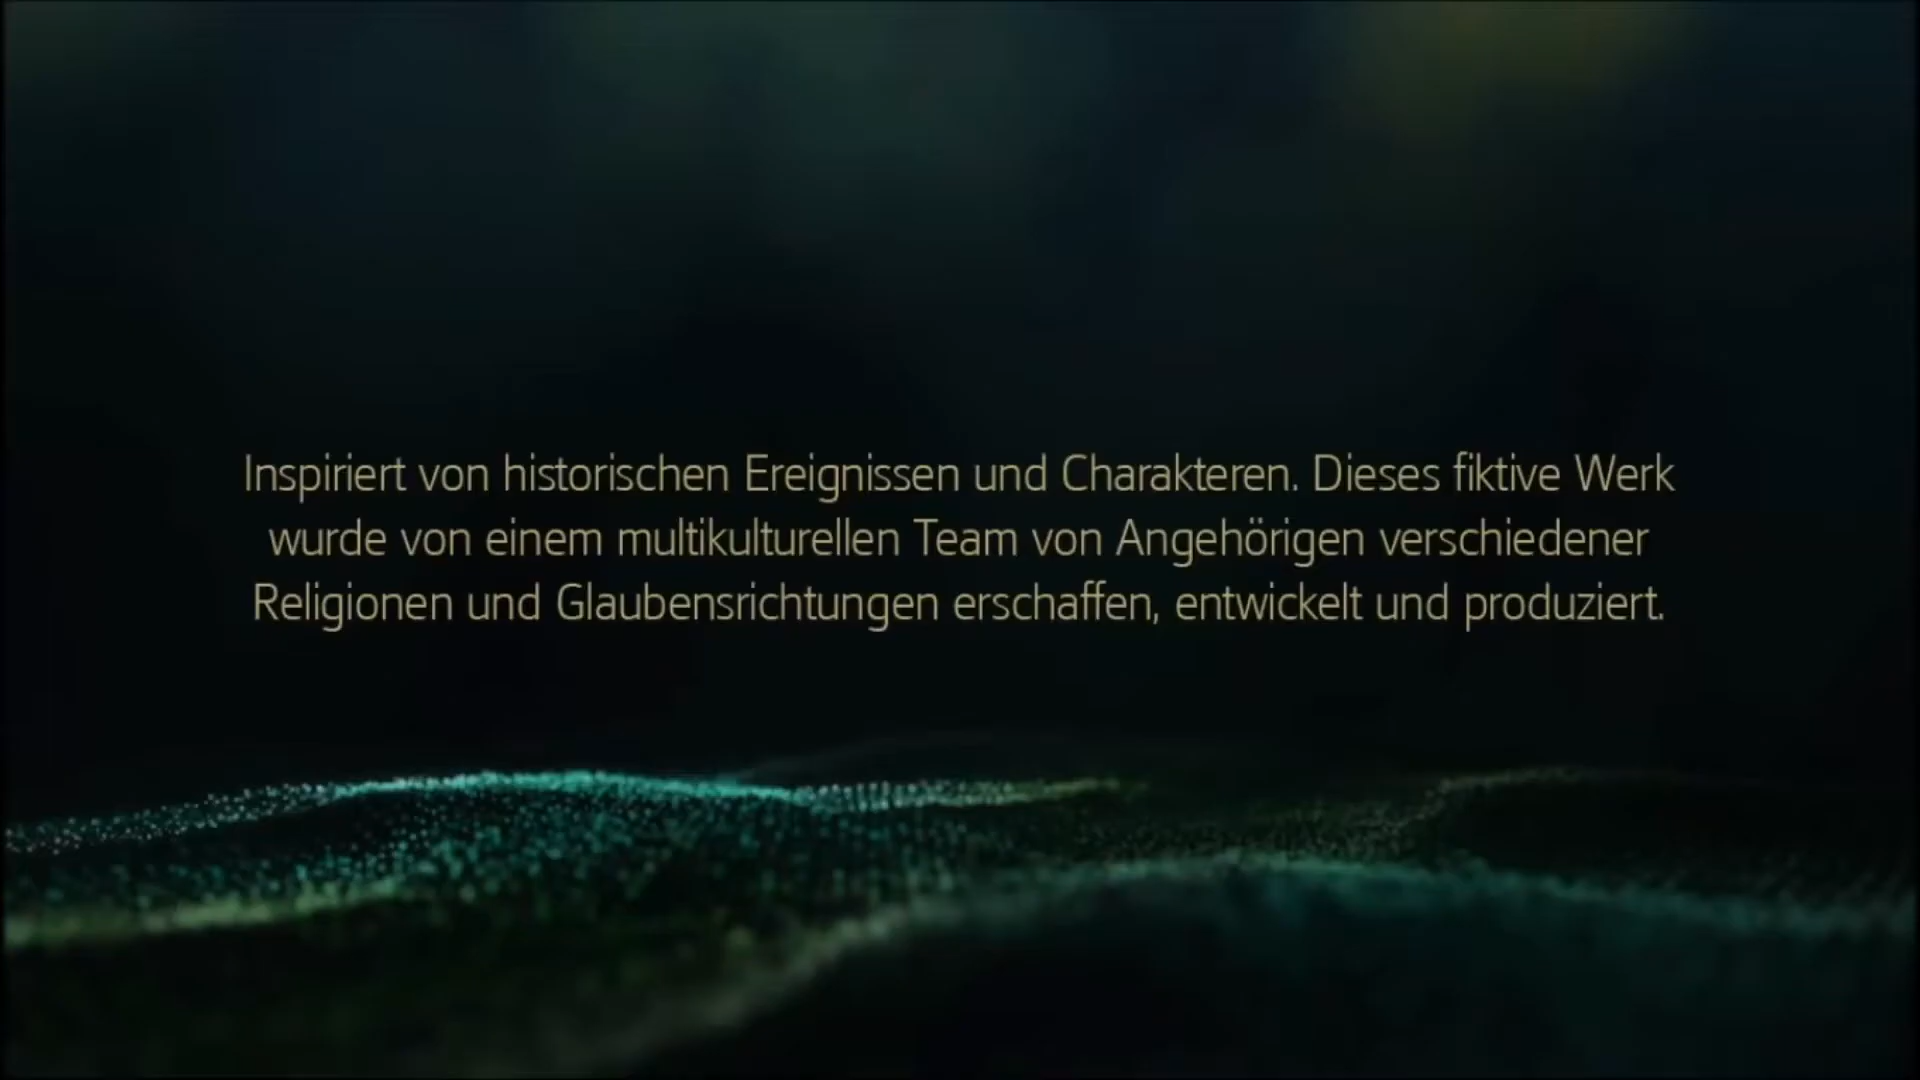 Inspiriert von historischen Ereignissen und Charakteren. Dieses fiktive Werk
wurde von einem multikulturellen Team von Angehörigen verschiedener
Religionen und Glaubensrichtungen erschaffen, entwickelt und produziert.